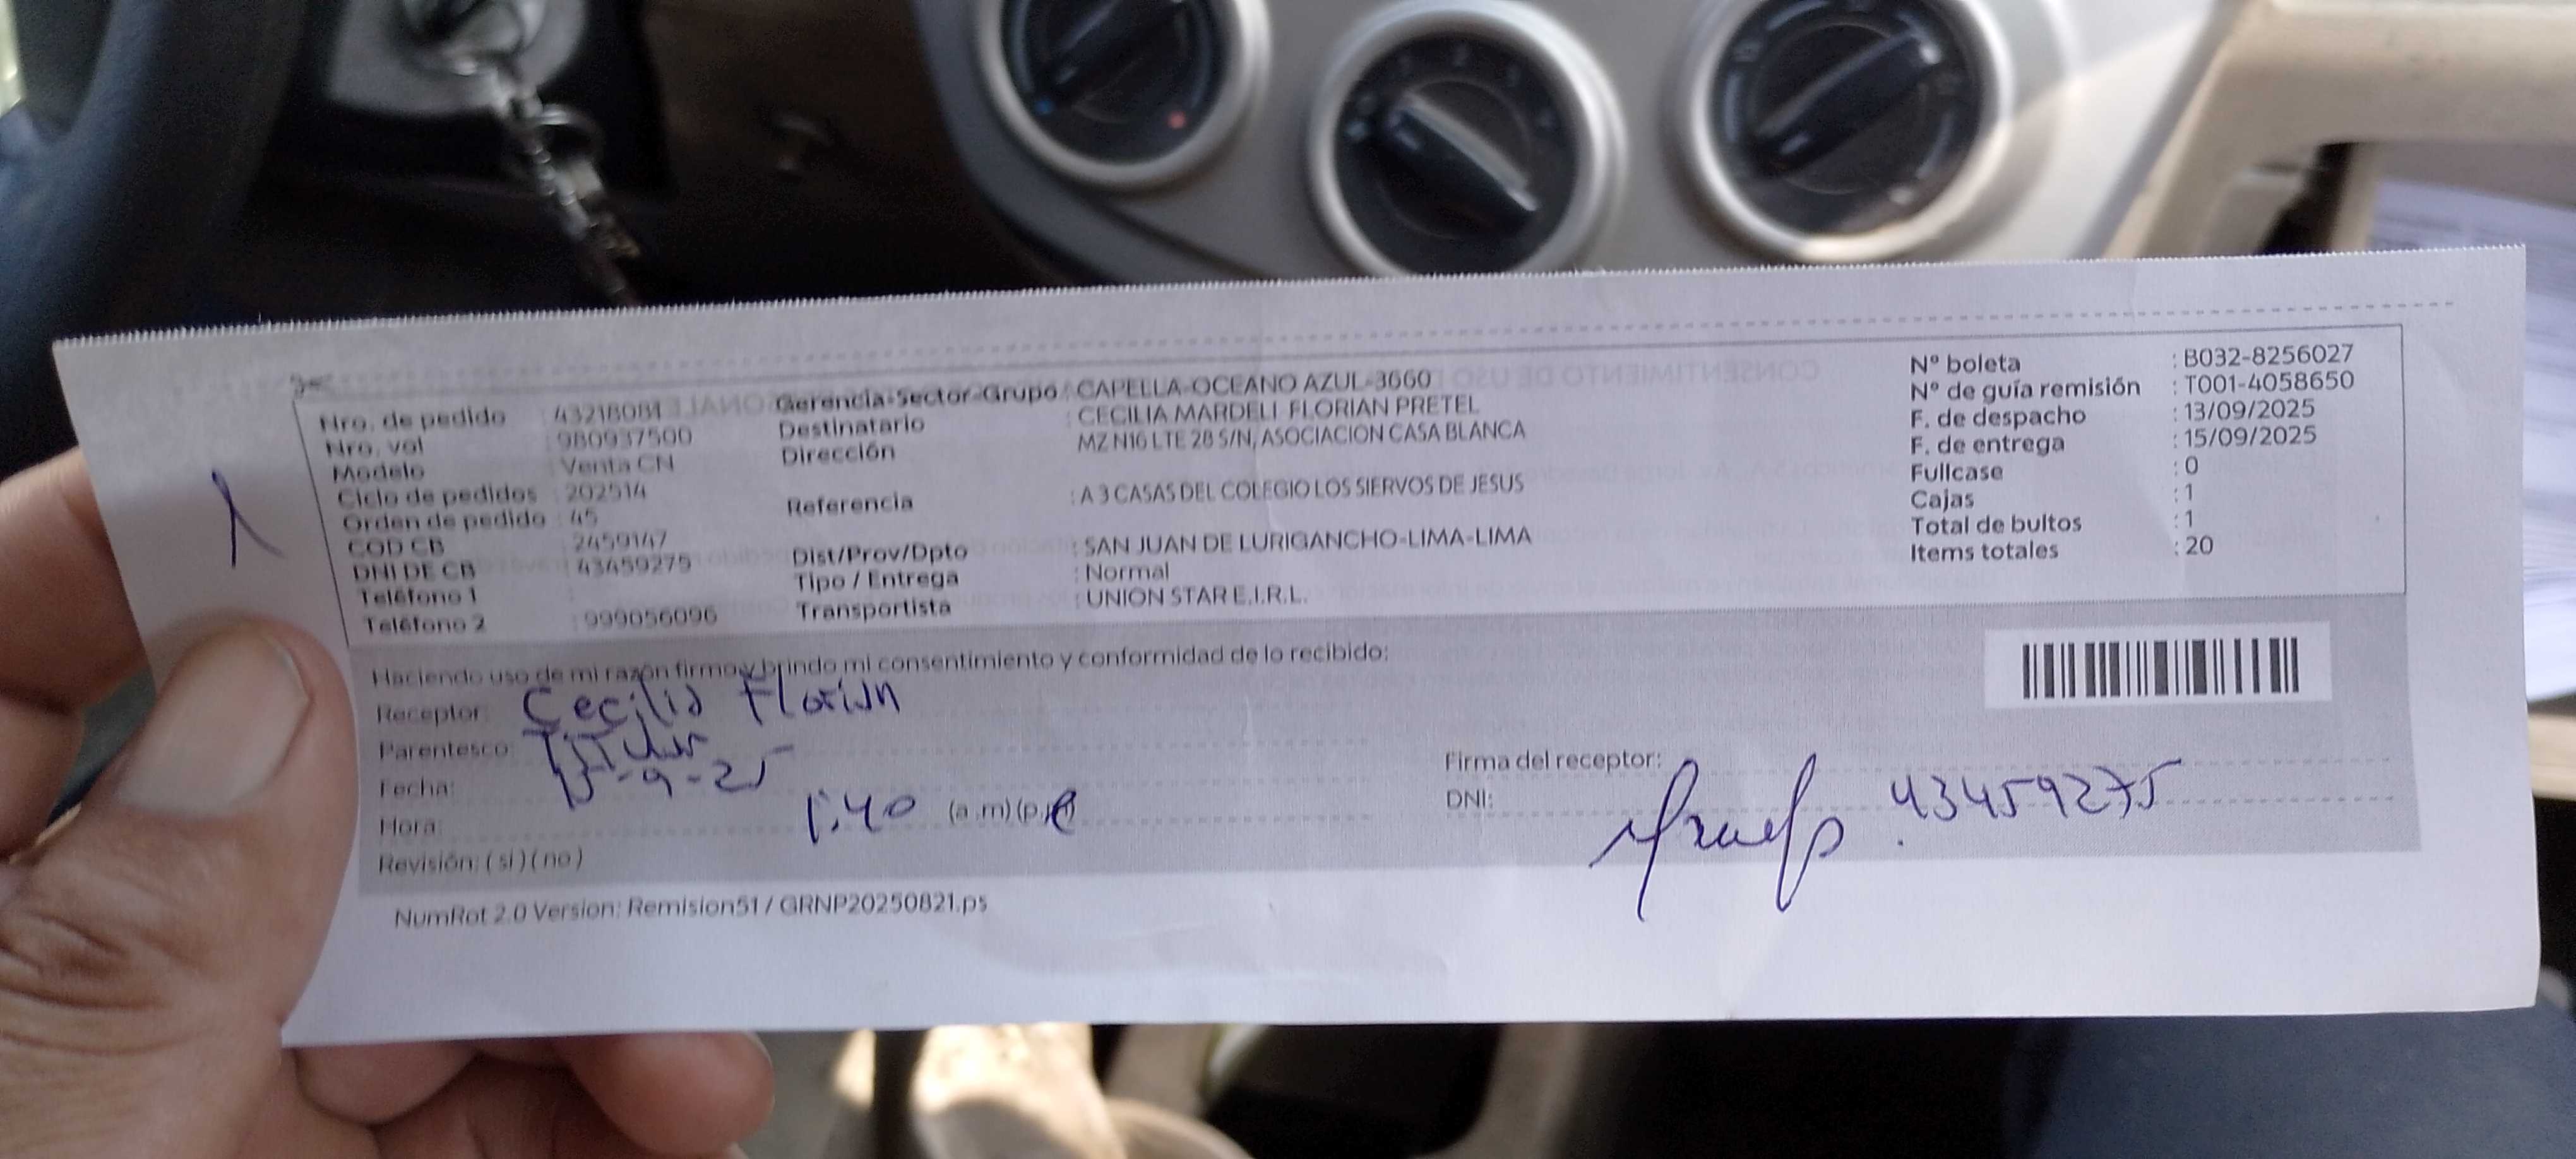 Nro. de pedido : 43218081
Nro. vol : 980937500
Modelo : Venta CN
Ciclo de pedidos : 202514
Orden de pedido : 45
COD CB : 2459147
DNI DE CB : 43459275
Teléfono 1 :
Teléfono 2 : 999056096
Gerencia-Sector-Grupo : CAPELLA-OCEANO AZUL-3660
Destinatario : CECILIA MARDELI FLORIAN PRETEL
Dirección : MZ N16 LTE 28 S/N, ASOCIACION CASA BLANCA
Referencia : A 3 CASAS DEL COLEGIO LOS SIERVOS DE JESUS
Dist/Prov/Dpto : SAN JUAN DE LURIGANCHO-LIMA-LIMA
Tipo / Entrega : Normal
Transportista : UNION STAR E.I.R.L.
N° boleta : B032-8256027
N° de guía remisión : T001-4058650
F. de despacho : 13/09/2025
F. de entrega : 15/09/2025
Fullcase : 0
Cajas : 1
Total de bultos : 1
Items totales : 20
Haciendo uso de mi razón firmo y brindo mi consentimiento y conformidad de lo recibido:
Receptor: Cecilia Florian
Parentesco: Titular
Fecha: 15-9-25
Hora: 1:40 (a.m)(p.m)
Revisión: (si)(no)
Firma del receptor:
DNI: 43459275
NumRot 2.0 Version: Remision51 / GRNP20250821.ps